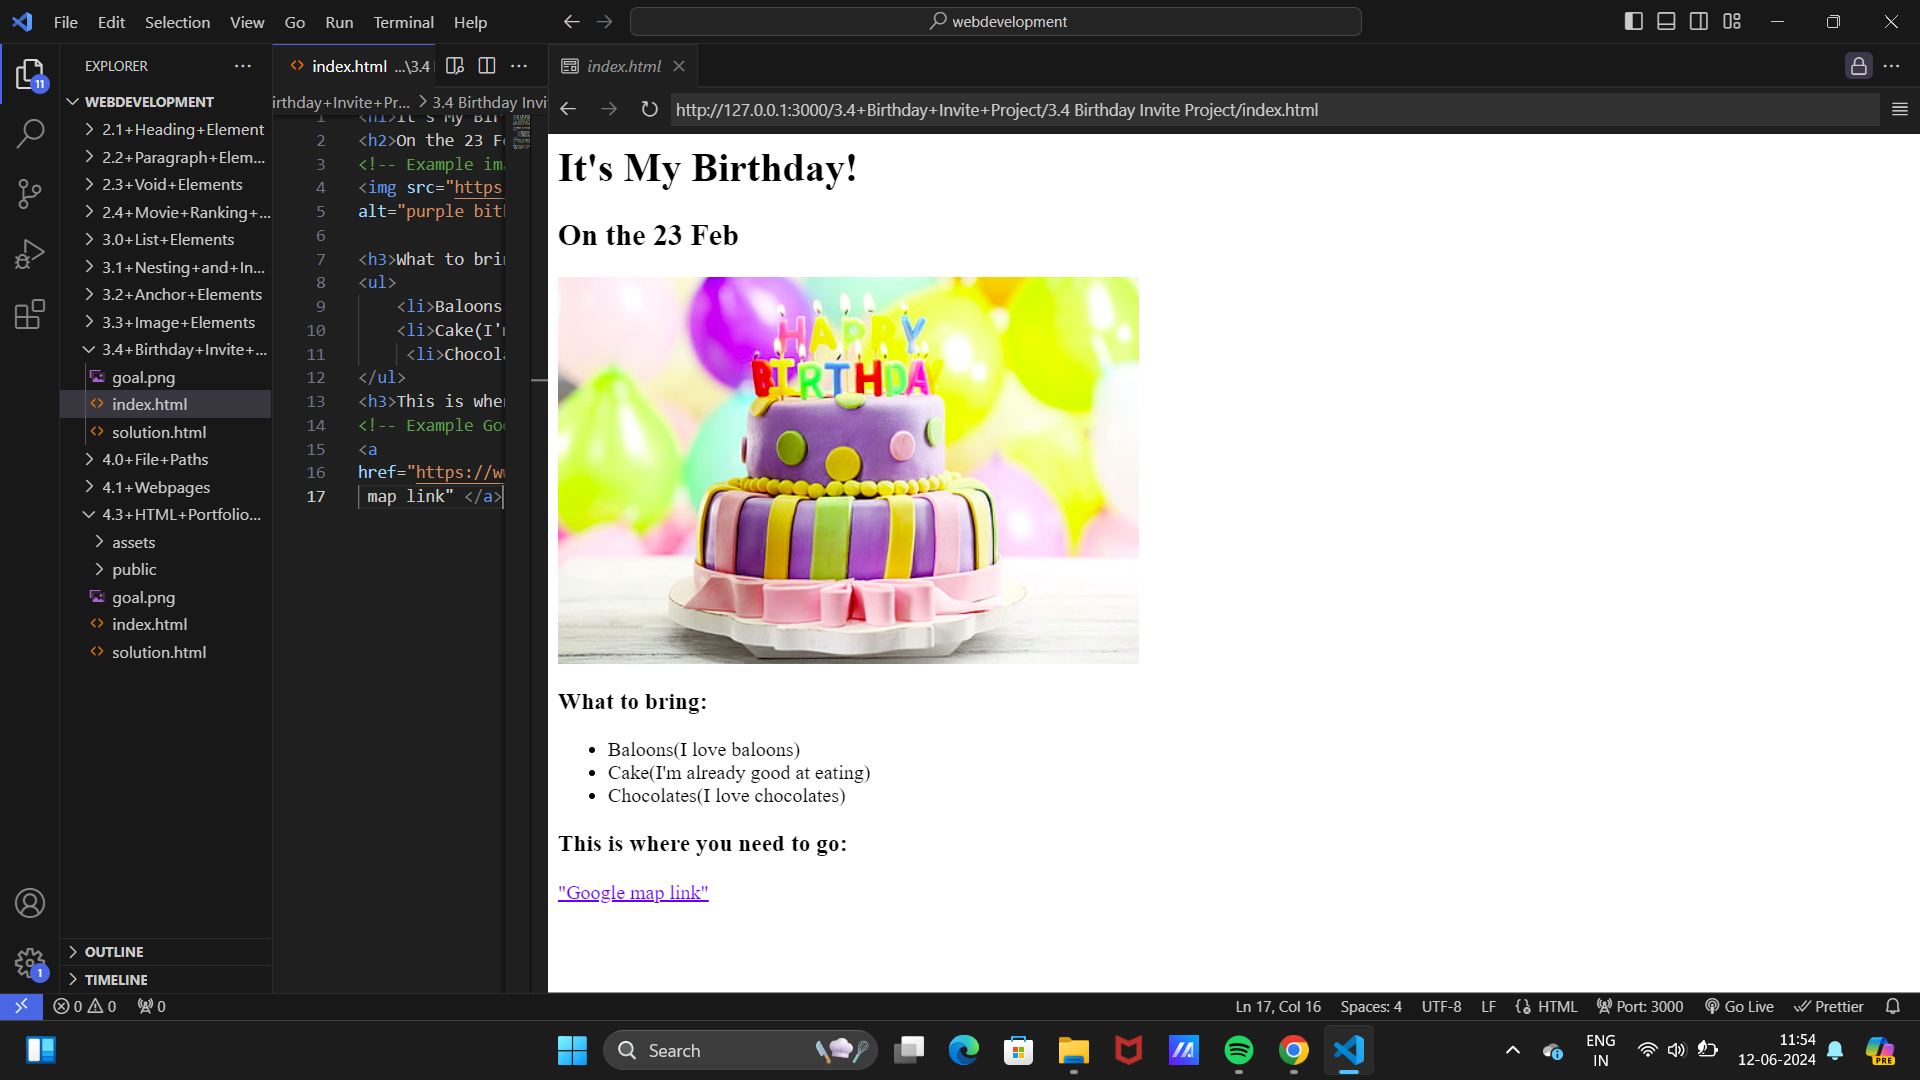 File Edit Selection View Go Run Terminal Help
webdevelopment
EXPLORER
WEBDEVELOPMENT
2.1+Heading+Element
2.2+Paragraph+Elem...
2.3+Void+Elements
2.4+Movie+Ranking+...
3.0+List+Elements
3.1+Nesting+and+In...
3.2+Anchor+Elements
3.3+Image+Elements
3.4+Birthday+Invite+...
goal.png
index.html
solution.html
4.0+File+Paths
4.1+Webpages
4.3+HTML+Portfolio...
assets
public
goal.png
index.html
solution.html
OUTLINE
TIMELINE
11
1
index.html ...\3.4
irthday+Invite+Pr... > 3.4 Birthday Invi
1 <h1>It's My Bir
2 <h2>On the 23 F
3 <!-- Example im
4 <img src="https
5 alt="purple bit
6
7 <h3>What to bri
8 <ul>
9 <li>Baloons
10 <li>Cake(I'
11 <li>Chocol
12 </ul>
13 <h3>This is whe
14 <!-- Example Go
15 <a
16 href="https://w
17 map link" </a>
index.html
http://127.0.0.1:3000/3.4+Birthday+Invite+Project/3.4 Birthday Invite Project/index.html
It's My Birthday!
On the 23 Feb
HAPPY
BIRTHDAY
What to bring:
• Baloons(I love baloons)
• Cake(I'm already good at eating)
• Chocolates(I love chocolates)
This is where you need to go:
"Google map link"
0 0 0
Ln 17, Col 16 Spaces: 4 UTF-8 LF HTML Port: 3000 Go Live Prettier
Search
PRE
ENG
IN
11:54
12-06-2024